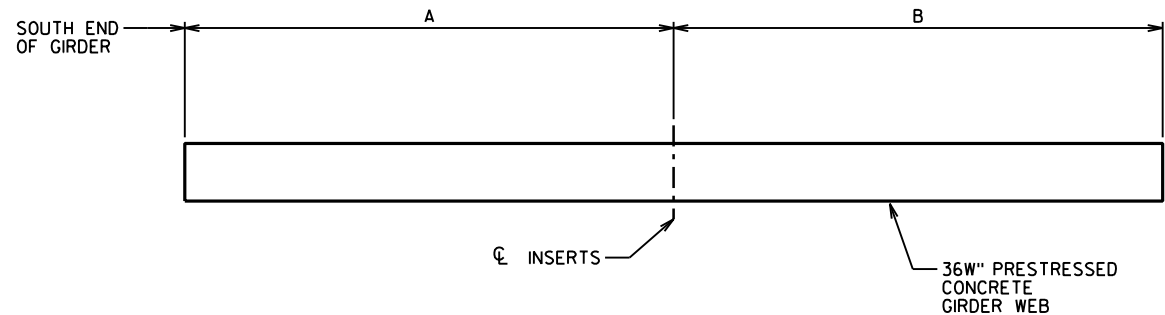 A
B
SOUTH END
OF GIRDER
℄ INSERTS
36W" PRESTRESSED
CONCRETE
GIRDER WEB